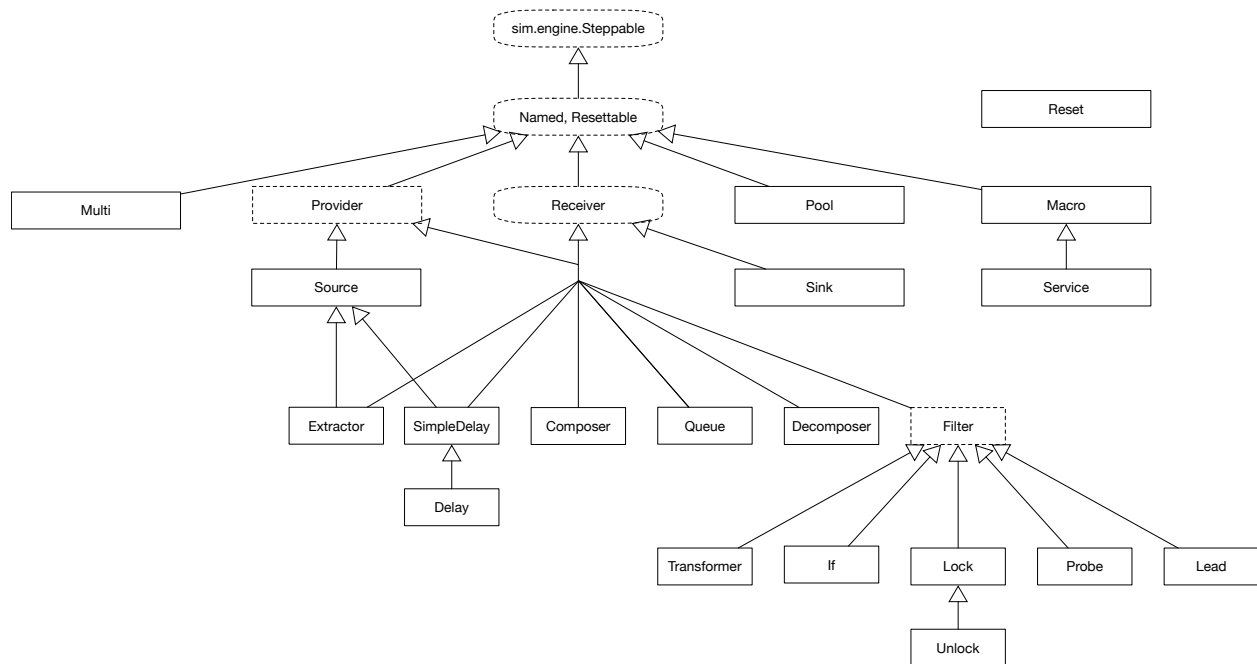 sim.engine.Steppable
Named, Resettable
Reset
Multi
Provider
Receiver
Pool
Macro
Source
Sink
Service
Extractor
SimpleDelay
Composer
Queue
Decomposer
Filter
Delay
Transformer
If
Lock
Probe
Lead
Unlock